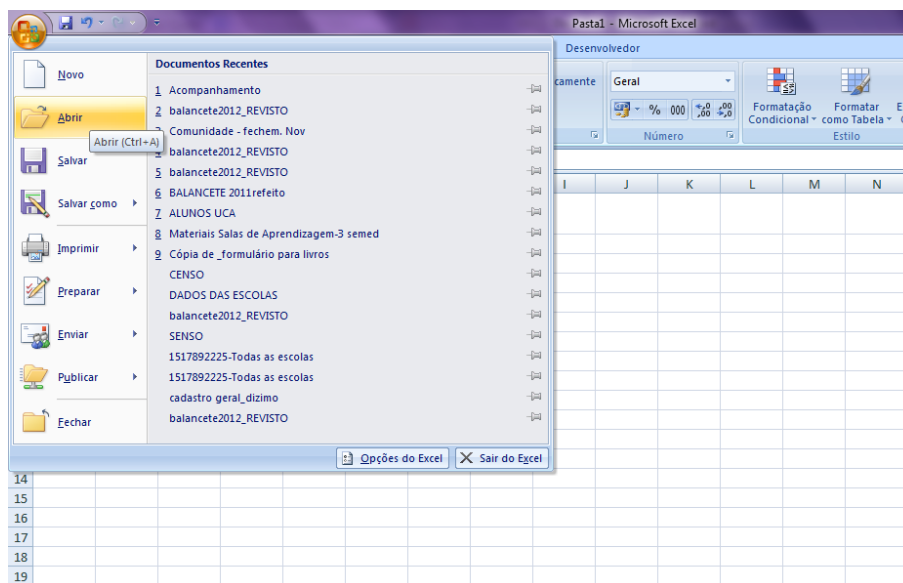 Pasta1 - Microsoft Excel
Desenvolvedor
Novo
Abrir
Abrir (Ctrl+A)
Salvar
Salvar como
Imprimir
Preparar
Enviar
Publicar
Fechar
Documentos Recentes
1 Acompanhamento
2 balancete2012_REVISTO
3 Comunidade - fechem. Nov
4 balancete2012_REVISTO
5 balancete2012_REVISTO
6 BALANCETE 2011refeito
7 ALUNOS UCA
8 Materiais Salas de Aprendizagem-3 semed
9 Cópia de _formulário para livros
CENSO
DADOS DAS ESCOLAS
balancete2012_REVISTO
SENSO
1517892225-Todas as escolas
1517892225-Todas as escolas
cadastro geral_dizimo
balancete2012_REVISTO
Opções do Excel
Sair do Excel
camente
Geral
% 000 ,00 ,00
Número
Formatação Condicional
Formatar como Tabela
E
Estilo
I J K L M N
14
15
16
17
18
19